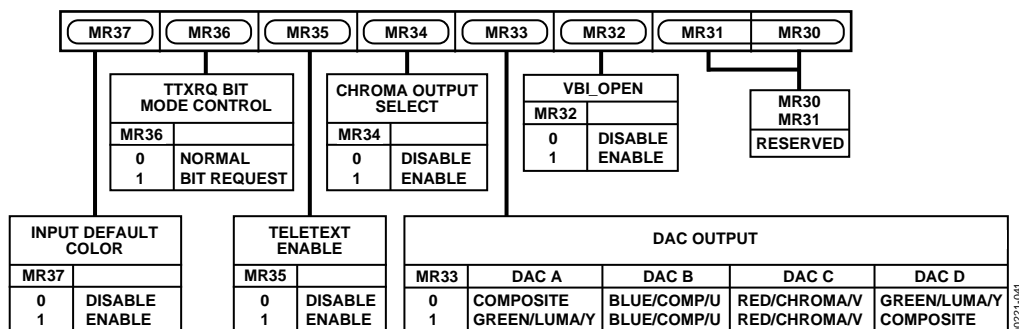 MR37 MR36 MR35 MR34 MR33 MR32 MR31 MR30
TTXRQ BIT
MODE CONTROL
MR36
0 NORMAL
1 BIT REQUEST
CHROMA OUTPUT
SELECT
MR34
0 DISABLE
1 ENABLE
VBI_OPEN
MR32
0 DISABLE
1 ENABLE
MR30
MR31
RESERVED
INPUT DEFAULT
COLOR
MR37
0 DISABLE
1 ENABLE
TELETEXT
ENABLE
MR35
0 DISABLE
1 ENABLE
DAC OUTPUT
MR33 DAC A DAC B DAC C DAC D
0 COMPOSITE BLUE/COMP/U RED/CHROMA/V GREEN/LUMA/Y
1 GREEN/LUMA/Y BLUE/COMP/U RED/CHROMA/V COMPOSITE